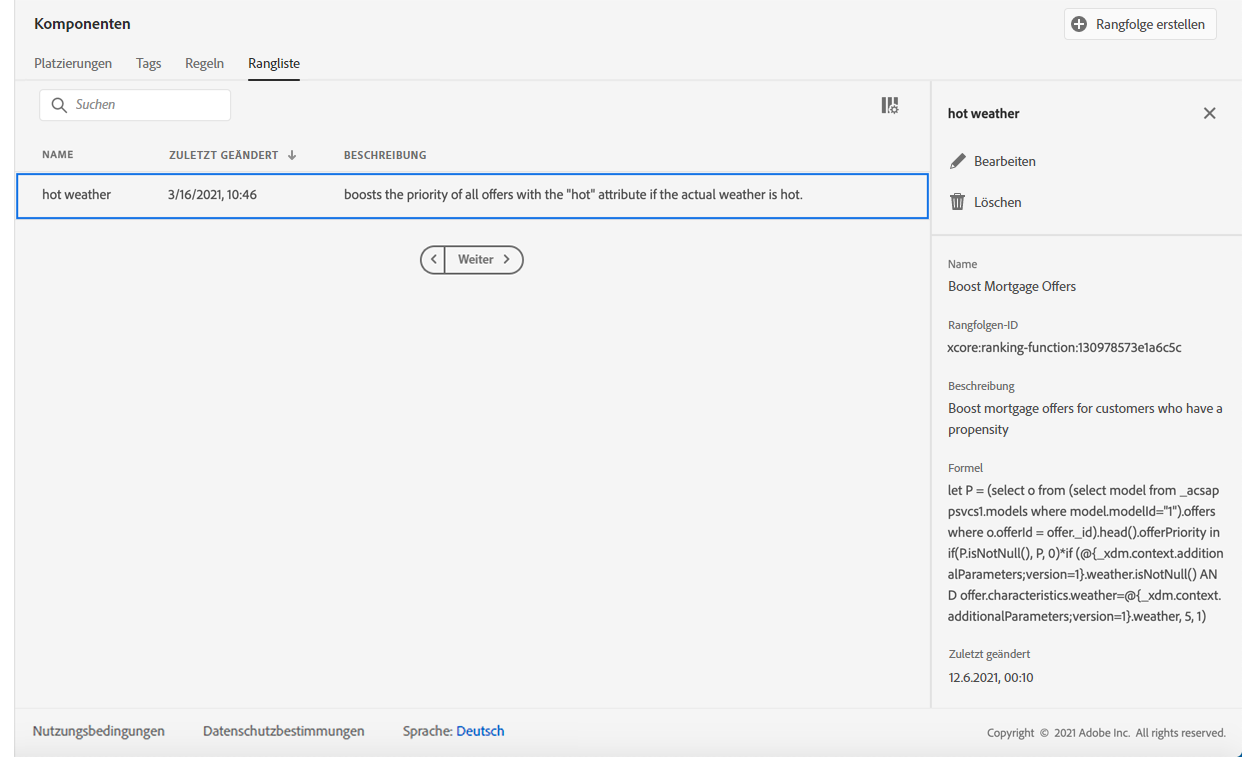 Komponenten
Rangfolge erstellen
Platzierungen Tags Regeln Rangliste
Suchen
NAME ZULETZT GEÄNDERT ↓ BESCHREIBUNG
hot weather 3/16/2021, 10:46 boosts the priority of all offers with the "hot" attribute if the actual weather is hot.
Weiter
hot weather
Bearbeiten
Löschen
Name
Boost Mortgage Offers
Rangfolgen-ID
xcore:ranking-function:130978573e1a6c5c
Beschreibung
Boost mortgage offers for customers who have a
propensity
Formel
let P = (select o from (select model from _acsap
psvcs1.models where model.modelId="1").offers
where o.offerId = offer._id).head().offerPriority in
if(P.isNotNull(), P, 0)*if (@{_xdm.context.addition
alParameters;version=1}.weather.isNotNull() AN
D offer.characteristics.weather=@{_xdm.context.
additionalParameters;version=1}.weather, 5, 1)
Zuletzt geändert
12.6.2021, 00:10
Nutzungsbedingungen Datenschutzbestimmungen Sprache: Deutsch
Copyright © 2021 Adobe Inc. All rights reserved.